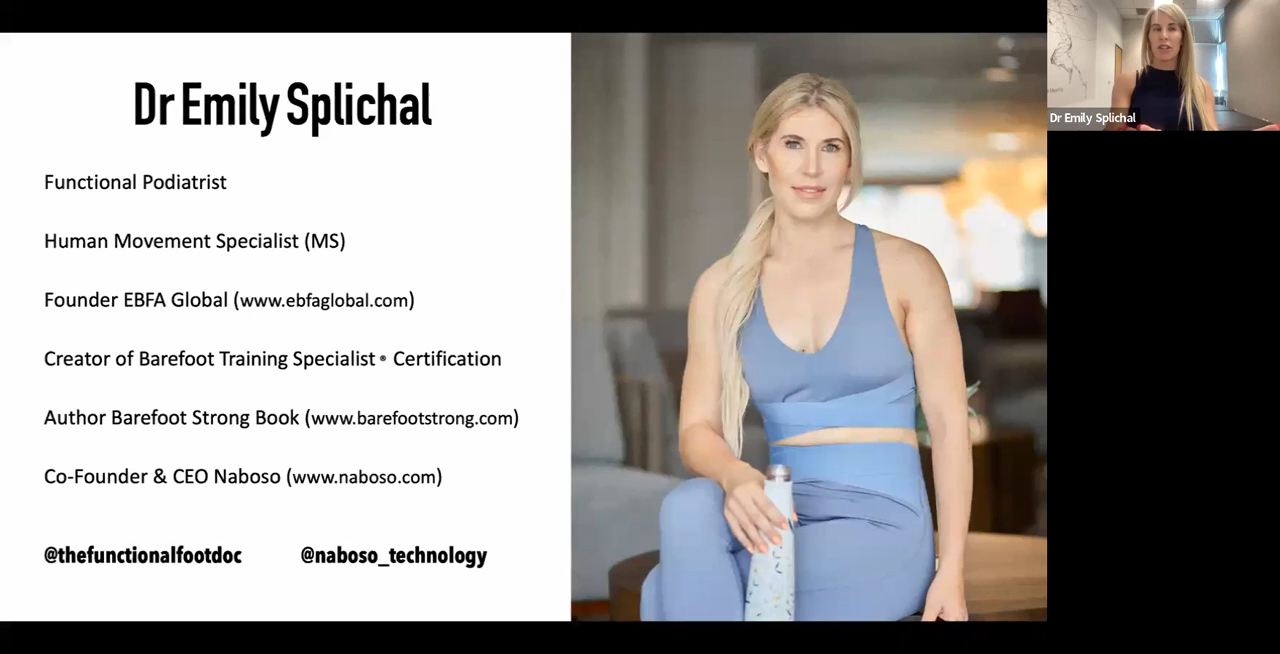 Dr Emily Splichal
Functional Podiatrist
Human Movement Specialist (MS)
Founder EBFA Global (www.ebfaglobal.com)
Creator of Barefoot Training Specialist® Certification
Author Barefoot Strong Book (www.barefootstrong.com)
Co-Founder & CEO Naboso (www.naboso.com)
@thefunctionalfootdoc @naboso_technology
Dr Emily Splichal